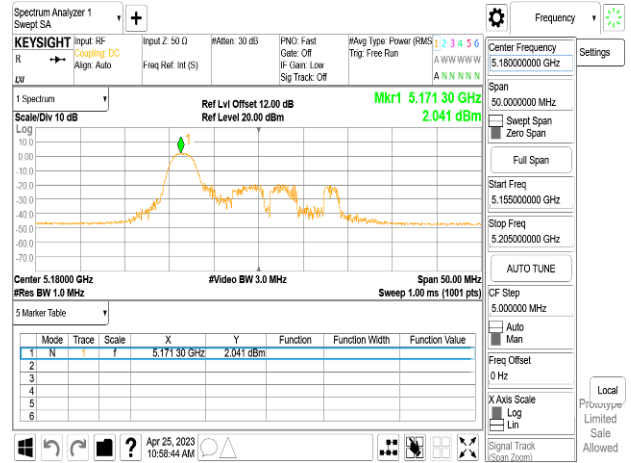 Spectrum Analyzer 1
Swept SA
+
Frequency
KEYSIGHT Input: RF Input Z: 50 Ω #Atten: 30 dB PNO: Fast #Avg Type: Power (RMS 1 2 3 4 5 6
R Coupling: DC Gate: Off Trig: Free Run
Align: Auto Freq Ref: Int (S) IF Gain: Low A W W W W W
Sig Track: Off A N N N N N
LXI
1 Spectrum
Scale/Div 10 dB
Ref Lvl Offset 12.00 dB
Ref Level 20.00 dBm
Mkr1 5.171 30 GHz
2.041 dBm
Log
1
10.0
0.00
-10.0
-20.0
-30.0
-40.0
-50.0
-60.0
-70.0
Center 5.18000 GHz #Video BW 3.0 MHz Span 50.00 MHz
#Res BW 1.0 MHz Sweep 1.00 ms (1001 pts)
5 Marker Table
Mode Trace Scale X Y Function Function Width Function Value
1 N 1 f 5.171 30 GHz 2.041 dBm
2
3
4
5
6
Apr 25, 2023
10:58:44 AM
?
Center Frequency
5.180000000 GHz
Settings
Span
50.0000000 MHz
Swept Span
Zero Span
Full Span
Start Freq
5.155000000 GHz
Stop Freq
5.205000000 GHz
AUTO TUNE
CF Step
5.000000 MHz
Auto
Man
Freq Offset
0 Hz
X Axis Scale
Log
Lin
Local
Prototype
Limited
Sale
Allowed
Signal Track
(Span Zoom)